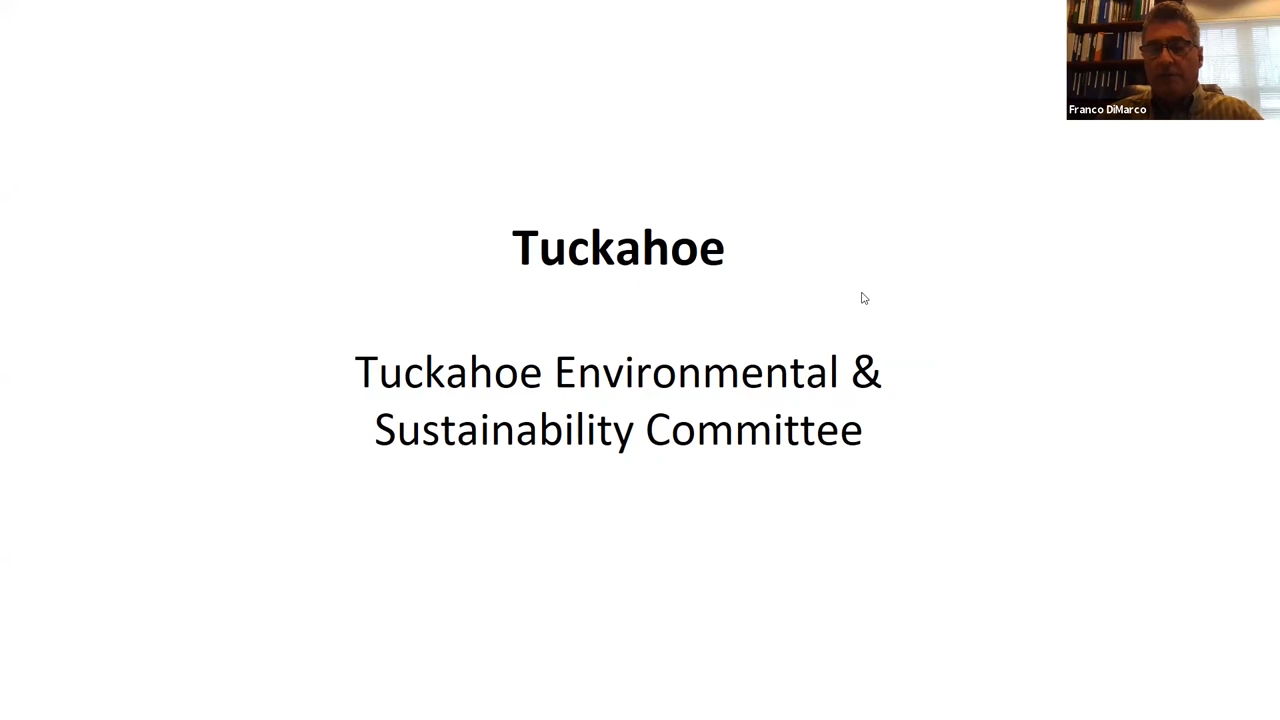 Franco DiMarco
Tuckahoe
Tuckahoe Environmental &
Sustainability Committee